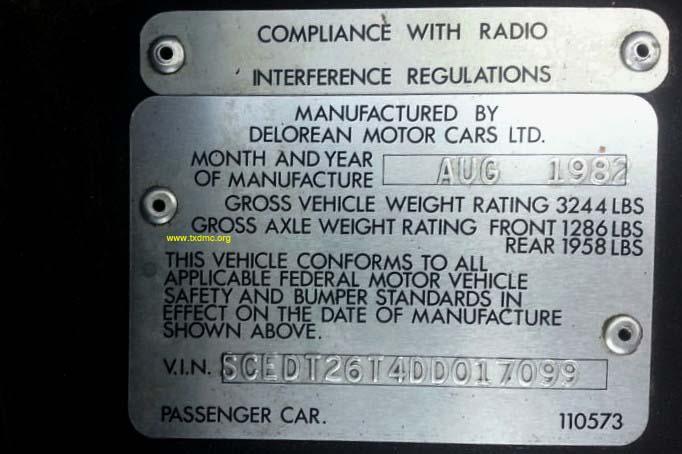 COMPLIANCE WITH RADIO
INTERFERENCE REGULATIONS
MANUFACTURED BY
DELOREAN MOTOR CARS LTD.
MONTH AND YEAR
OF MANUFACTURE AUG 1982
GROSS VEHICLE WEIGHT RATING 3244 LBS
GROSS AXLE WEIGHT RATING FRONT 1286 LBS
www.txdmc.org
REAR 1958 LBS
THIS VEHICLE CONFORMS TO ALL
APPLICABLE FEDERAL MOTOR VEHICLE
SAFETY AND BUMPER STANDARDS IN
EFFECT ON THE DATE OF MANUFACTURE
SHOWN ABOVE.
V.I.N. SCEDT26T4DD017099
PASSENGER CAR. 110573